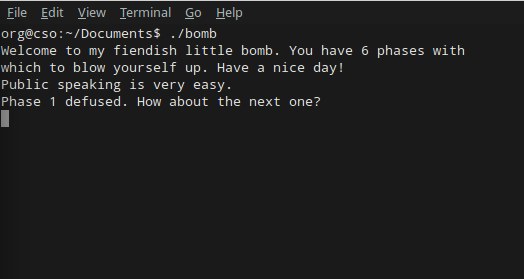 File Edit View Terminal Go Help
org@cso:~/Documents$ ./bomb
Welcome to my fiendish little bomb. You have 6 phases with
which to blow yourself up. Have a nice day!
Public speaking is very easy.
Phase 1 defused. How about the next one?